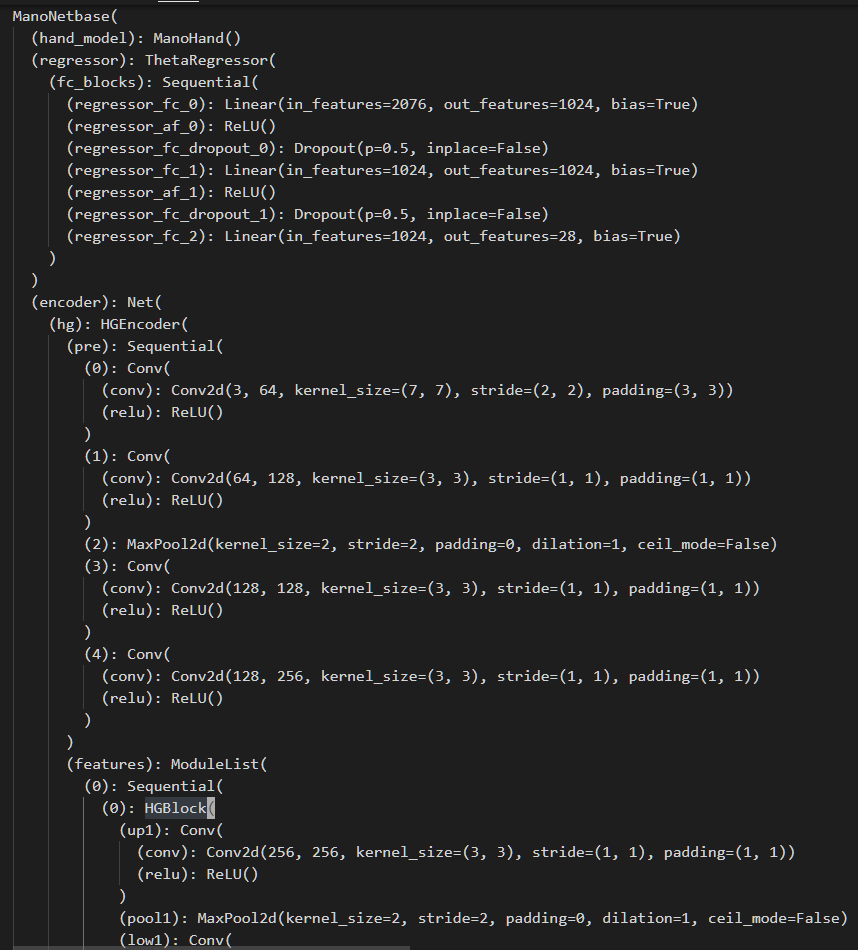 ManoNetbase(
(hand_model): ManoHand()
(regressor): ThetaRegressor(
(fc_blocks): Sequential(
(regressor_fc_0): Linear(in_features=2076, out_features=1024, bias=True)
(regressor_af_0): ReLU()
(regressor_fc_dropout_0): Dropout(p=0.5, inplace=False)
(regressor_fc_1): Linear(in_features=1024, out_features=1024, bias=True)
(regressor_af_1): ReLU()
(regressor_fc_dropout_1): Dropout(p=0.5, inplace=False)
(regressor_fc_2): Linear(in_features=1024, out_features=28, bias=True)
)
)
(encoder): Net(
(hg): HGEncoder(
(pre): Sequential(
(0): Conv(
(conv): Conv2d(3, 64, kernel_size=(7, 7), stride=(2, 2), padding=(3, 3))
(relu): ReLU()
)
(1): Conv(
(conv): Conv2d(64, 128, kernel_size=(3, 3), stride=(1, 1), padding=(1, 1))
(relu): ReLU()
)
(2): MaxPool2d(kernel_size=2, stride=2, padding=0, dilation=1, ceil_mode=False)
(3): Conv(
(conv): Conv2d(128, 128, kernel_size=(3, 3), stride=(1, 1), padding=(1, 1))
(relu): ReLU()
)
(4): Conv(
(conv): Conv2d(128, 256, kernel_size=(3, 3), stride=(1, 1), padding=(1, 1))
(relu): ReLU()
)
)
(features): ModuleList(
(0): Sequential(
(0): HGBlock(
(up1): Conv(
(conv): Conv2d(256, 256, kernel_size=(3, 3), stride=(1, 1), padding=(1, 1))
(relu): ReLU()
)
(pool1): MaxPool2d(kernel_size=2, stride=2, padding=0, dilation=1, ceil_mode=False)
(low1): Conv(